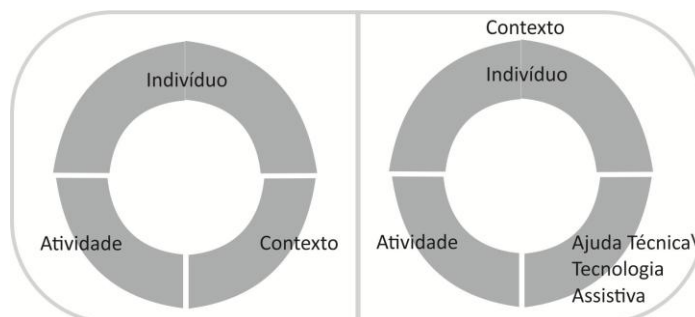 Indivíduo
Atividade
Contexto
Contexto
Indivíduo
Atividade
Ajuda Técnica\
Tecnologia
Assistiva